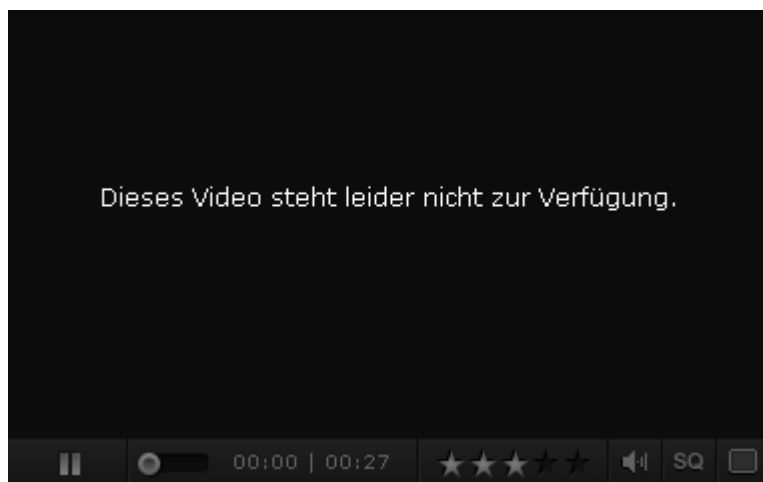 Dieses Video steht leider nicht zur Verfügung.
00:00 | 00:27
SQ